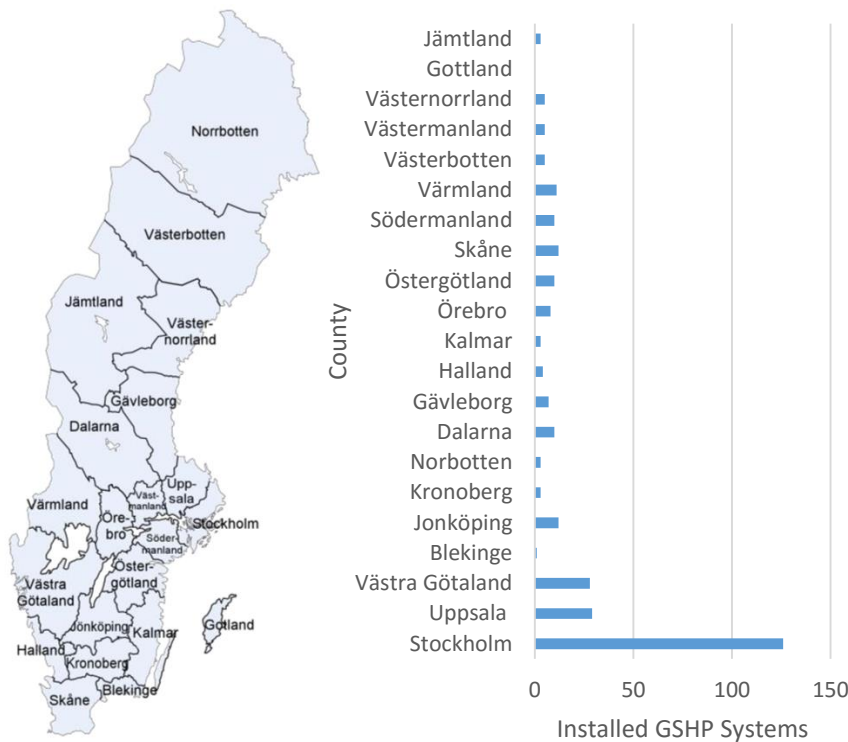 Norrbotten
Västerbotten
Jämtland
Väster-
norrland
Gävleborg
Dalarna
Upp-
sala
Väst-
manland
Värmland
Öre-
bro
Stockholm
Söder
manland
Öster-
götland
Västra
Götaland
Jönköping
Kalmar
Gotland
Halland
Kronoberg
Blekinge
Skåne
County
Jämtland
Gottland
Västernorrland
Västermanland
Västerbotten
Värmland
Södermanland
Skåne
Östergötland
Örebro
Kalmar
Halland
Gävleborg
Dalarna
Norbotten
Kronoberg
Jonköping
Blekinge
Västra Götaland
Uppsala
Stockholm
0 50 100 150
Installed GSHP Systems